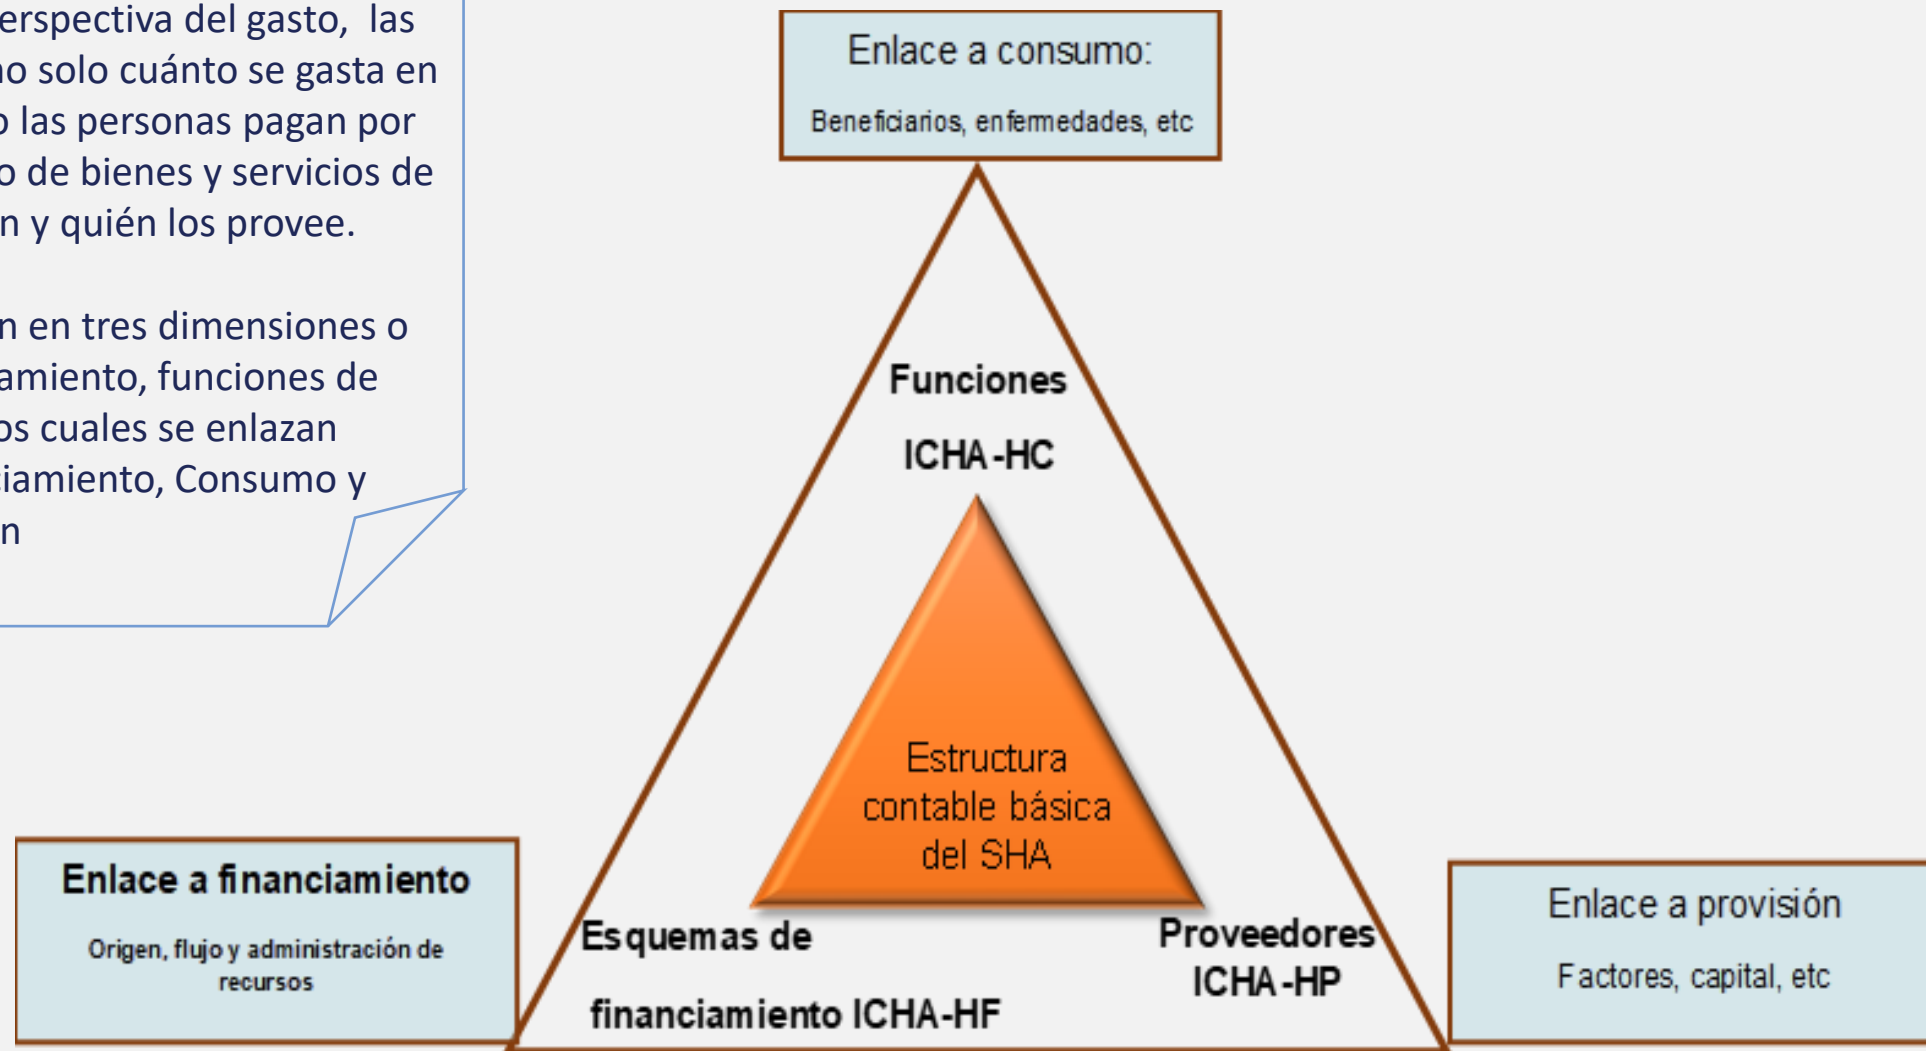 erspectiva del gasto, las
no solo cuánto se gasta en
o las personas pagan por
o de bienes y servicios de
n y quién los provee.
n en tres dimensiones o
amiento, funciones de
os cuales se enlazan
ciamiento, Consumo y
n
Enlace a consumo:
Beneficiarios, enfermedades, etc
Funciones
ICHA-HC
Estructura
contable básica
del SHA
Enlace a financiamiento
Origen, flujo y administración de
recursos
Esquemas de
financiamiento ICHA-HF
Proveedores
ICHA-HP
Enlace a provisión
Factores, capital, etc